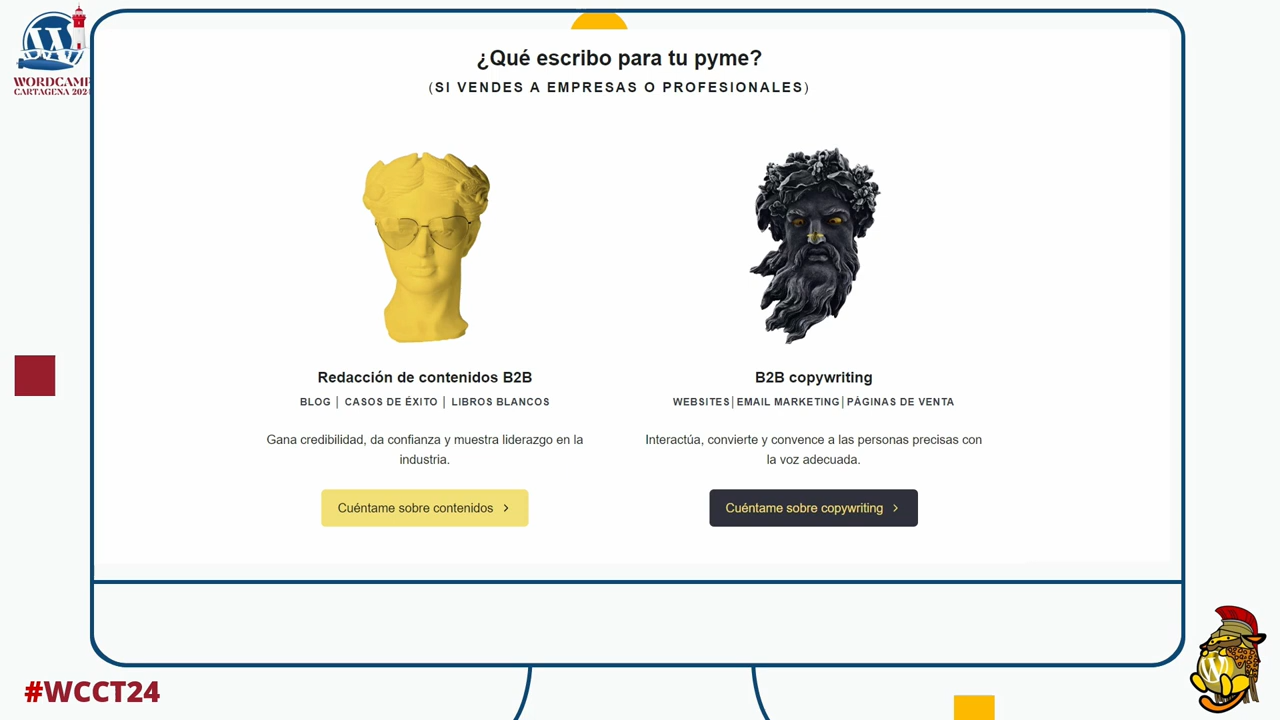 WORDCAMP
CARTAGENA 202
¿Qué escribo para tu pyme?
(SI VENDES A EMPRESAS O PROFESIONALES)
Redacción de contenidos B2B
BLOG | CASOS DE ÉXITO | LIBROS BLANCOS
Gana credibilidad, da confianza y muestra liderazgo en la
industria.
Cuéntame sobre contenidos
B2B copywriting
WEBSITES|EMAIL MARKETING|PÁGINAS DE VENTA
Interactúa, convierte y convence a las personas precisas con
la voz adecuada.
Cuéntame sobre copywriting
#WCCT24